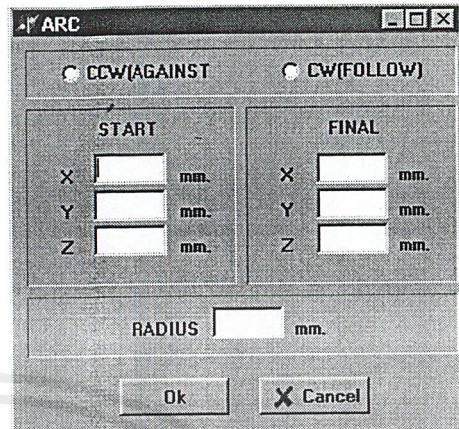 ARC
CCW(AGAINST CW(FOLLOW)
START FINAL
X mm. X mm.
Y mm. Y mm.
Z mm. Z mm.
RADIUS mm.
Ok Cancel